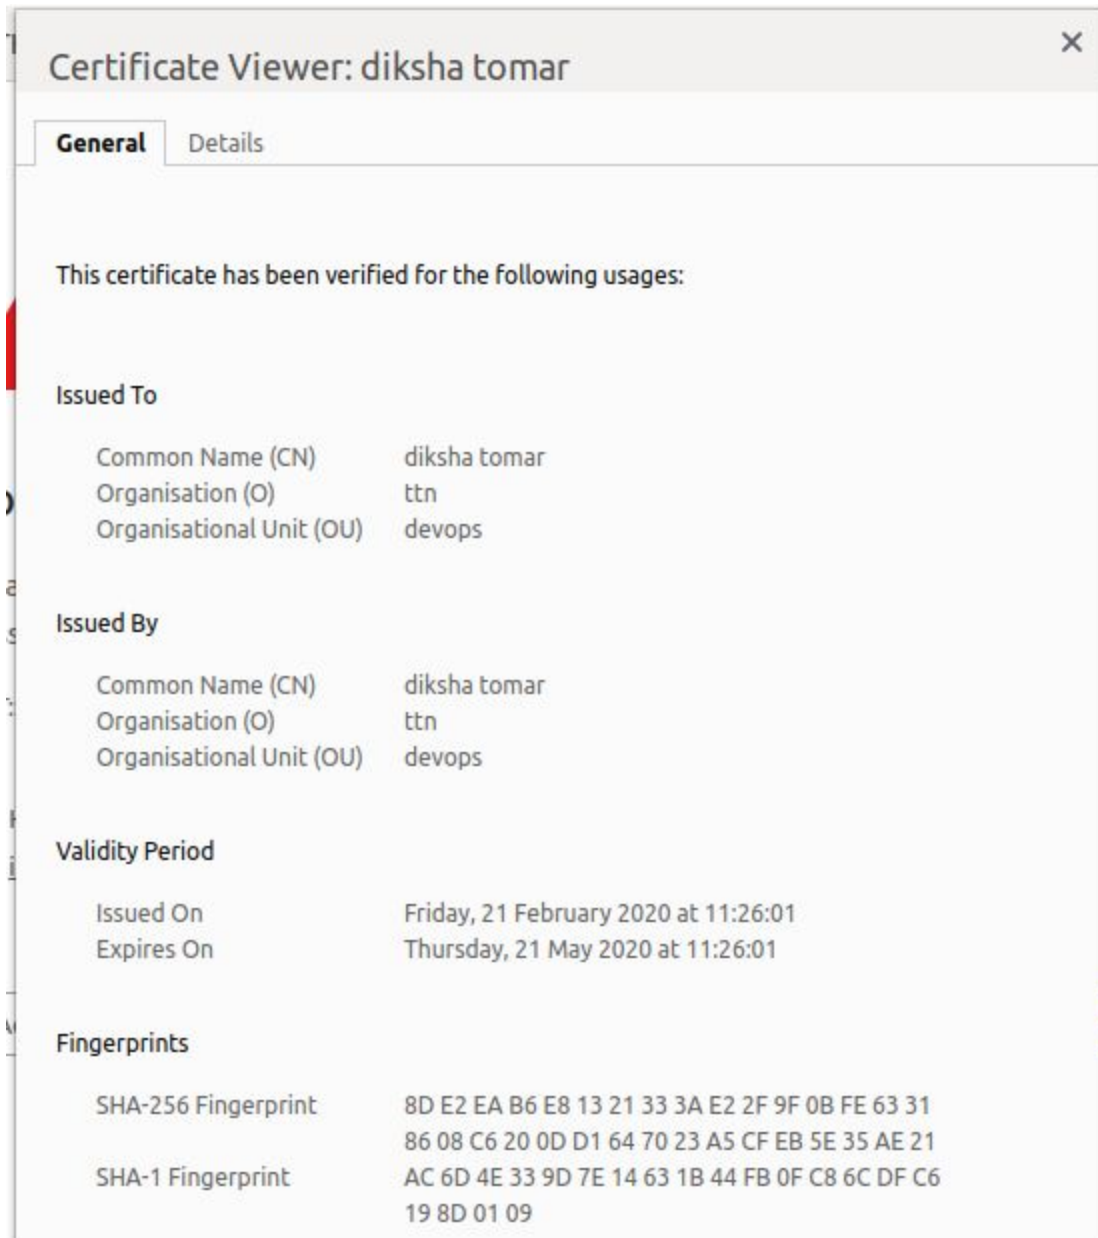 Certificate Viewer: diksha tomar
General Details
This certificate has been verified for the following usages:
Issued To
Common Name (CN) diksha tomar
Organisation (O) ttn
Organisational Unit (OU) devops
Issued By
Common Name (CN) diksha tomar
Organisation (O) ttn
Organisational Unit (OU) devops
Validity Period
Issued On Friday, 21 February 2020 at 11:26:01
Expires On Thursday, 21 May 2020 at 11:26:01
Fingerprints
SHA-256 Fingerprint 8D E2 EA B6 E8 13 21 33 3A E2 2F 9F 0B FE 63 31
86 08 C6 20 0D D1 64 70 23 A5 CF EB 5E 35 AE 21
SHA-1 Fingerprint AC 6D 4E 33 9D 7E 14 63 1B 44 FB 0F C8 6C DF C6
19 8D 01 09